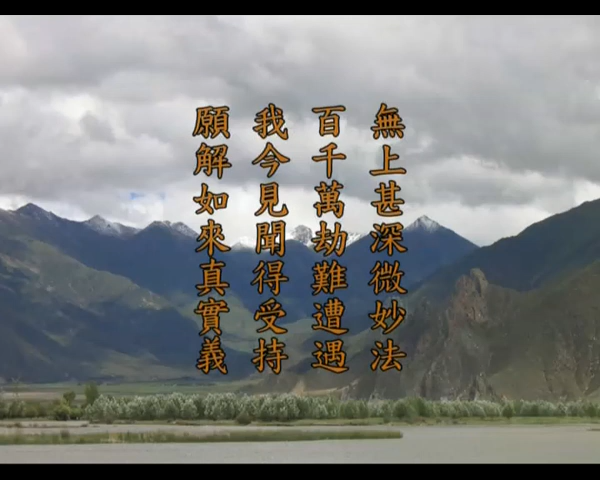 無上甚深微妙法
百千萬劫難遭遇
我今見聞得受持
願解如來真實義